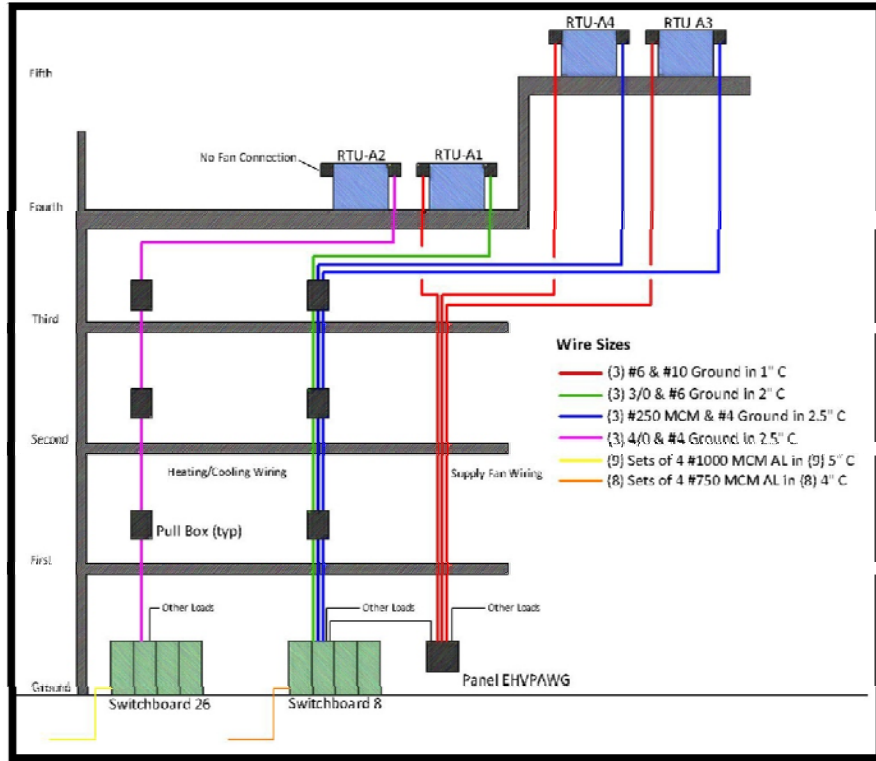 RTU-A4
RTU A3
Fifth
No Fan Connection
RTU-A2
RTU-A1
Fourth
Third
Wire Sizes
(3) #6 & #10 Ground in 1" C
(3) 3/0 & #6 Ground in 2" C
(3) #250 MCM & #4 Ground in 2.5" C
(3) 4/0 & #4 Ground in 2.5" C
(9) Sets of 4 #1000 MCM AL in (9) 5" C
(8) Sets of 4 #750 MCM AL in (8) 4" C
Second
Heating/Cooling Wiring
Supply Fan Wiring
Pull Box (typ)
First
Other Loads
Other Loads
Other Loads
Panel EHVPAWG
Ground
Switchboard 26
Switchboard 8